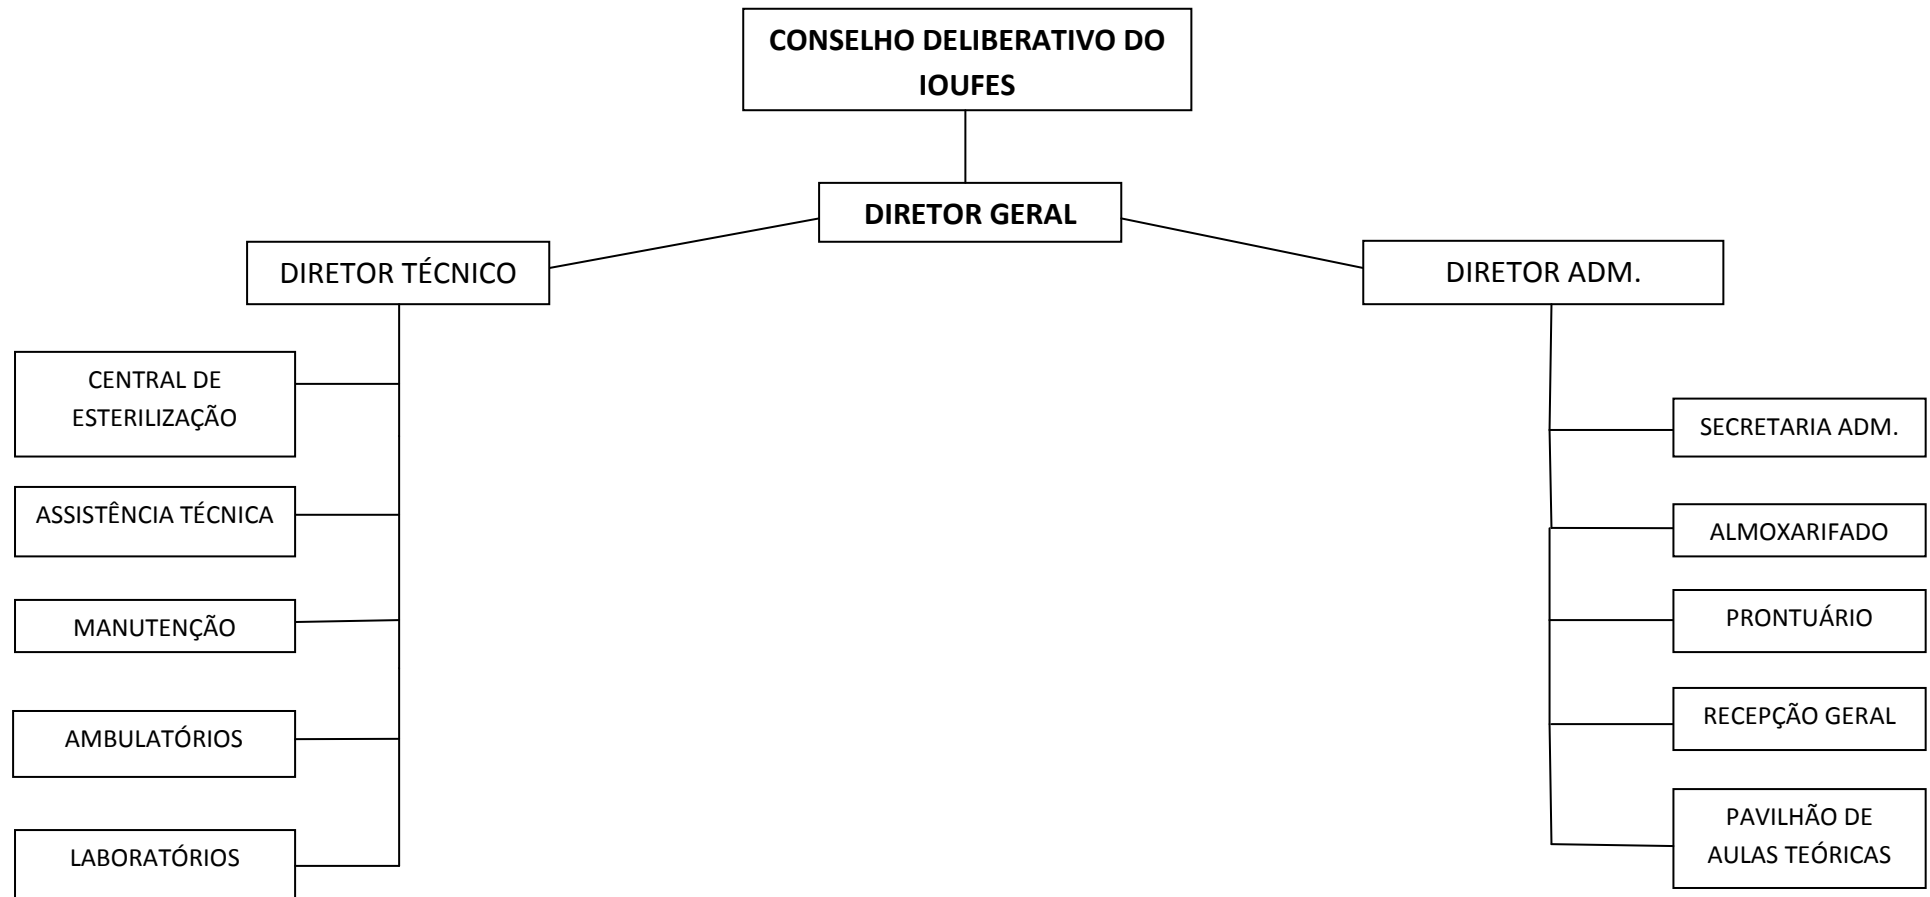 CONSELHO DELIBERATIVO DO
IOUFES
DIRETOR GERAL
DIRETOR TÉCNICO
DIRETOR ADM.
CENTRAL DE
ESTERILIZAÇÃO
ASSISTÊNCIA TÉCNICA
MANUTENÇÃO
AMBULATÓRIOS
LABORATÓRIOS
SECRETARIA ADM.
ALMOXARIFADO
PRONTUÁRIO
RECEPÇÃO GERAL
PAVILHÃO DE
AULAS TEÓRICAS